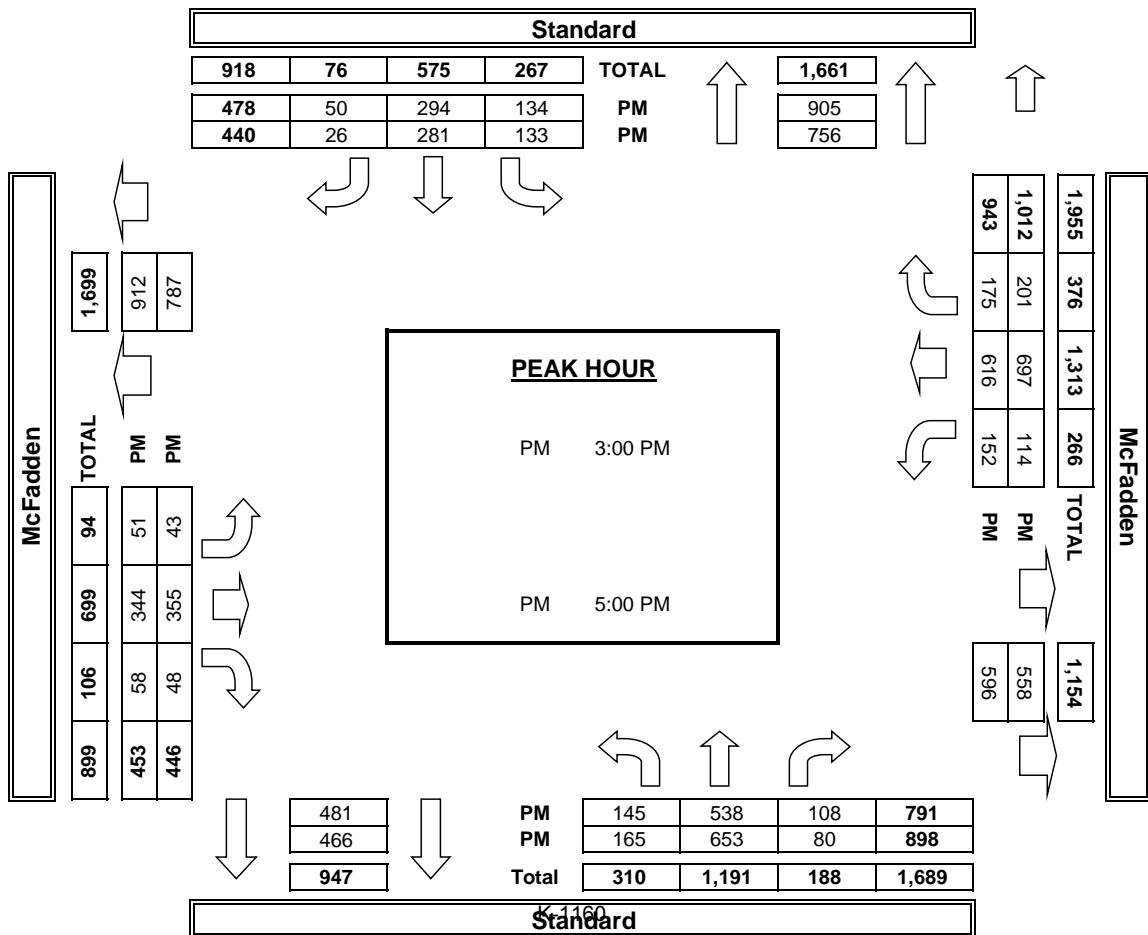 Standard
918 76 575 267 TOTAL 1,661
478 50 294 134 PM 905
440 26 281 133 PM 756
McFadden
1,699
912
787
TOTAL
PM
PM
94 699 106 899
51 344 58 453
43 355 48 446
PEAK HOUR
PM 3:00 PM
PM 5:00 PM
943 175 616 152 PM 596
1,012 201 697 114 PM 558
1,955 376 1,313 266 TOTAL 1,154
McFadden
481 PM 145 538 108 791
466 PM 165 653 80 898
947 Total 310 1,191 188 1,689
K-1160
Standard